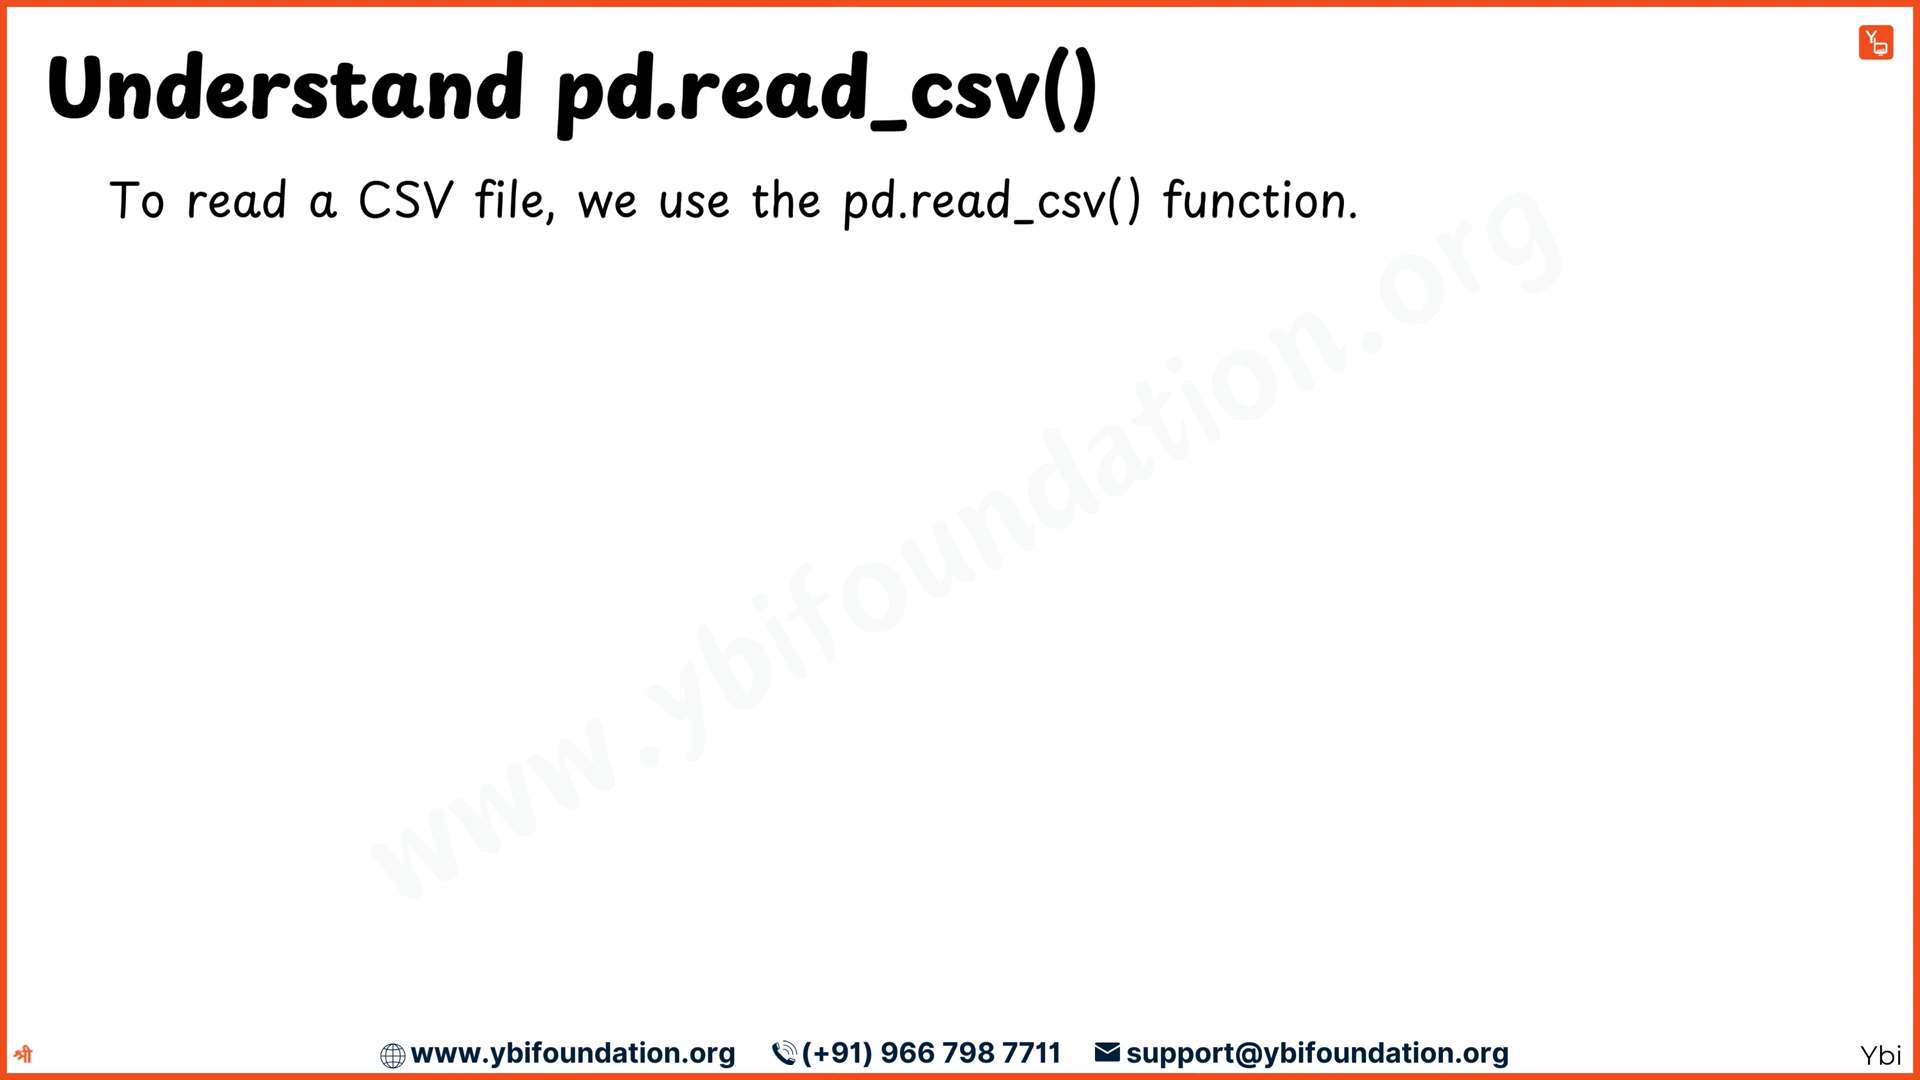 Understand pd.read_csv()
To read a CSV file, we use the pd.read_csv() function.
www.ybifoundation.org
श्री
www.ybifoundation.org (+91) 966 798 7711 support@ybifoundation.org
Ybi